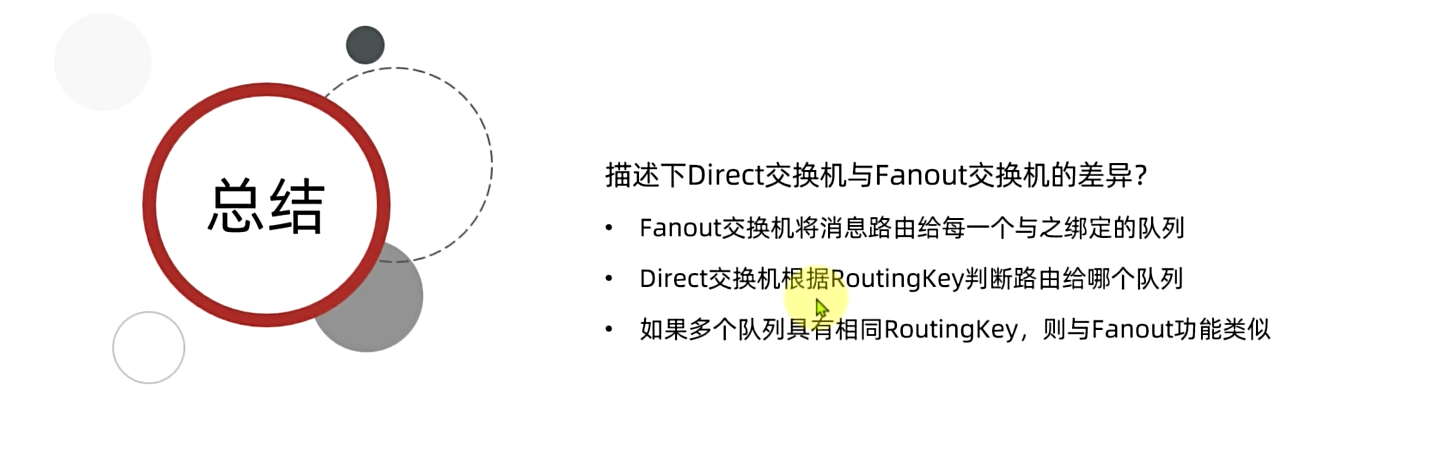 总结
描述下Direct交换机与Fanout交换机的差异？
• Fanout交换机将消息路由给每一个与之绑定的队列
• Direct交换机根据RoutingKey判断路由给哪个队列
• 如果多个队列具有相同RoutingKey，则与Fanout功能类似